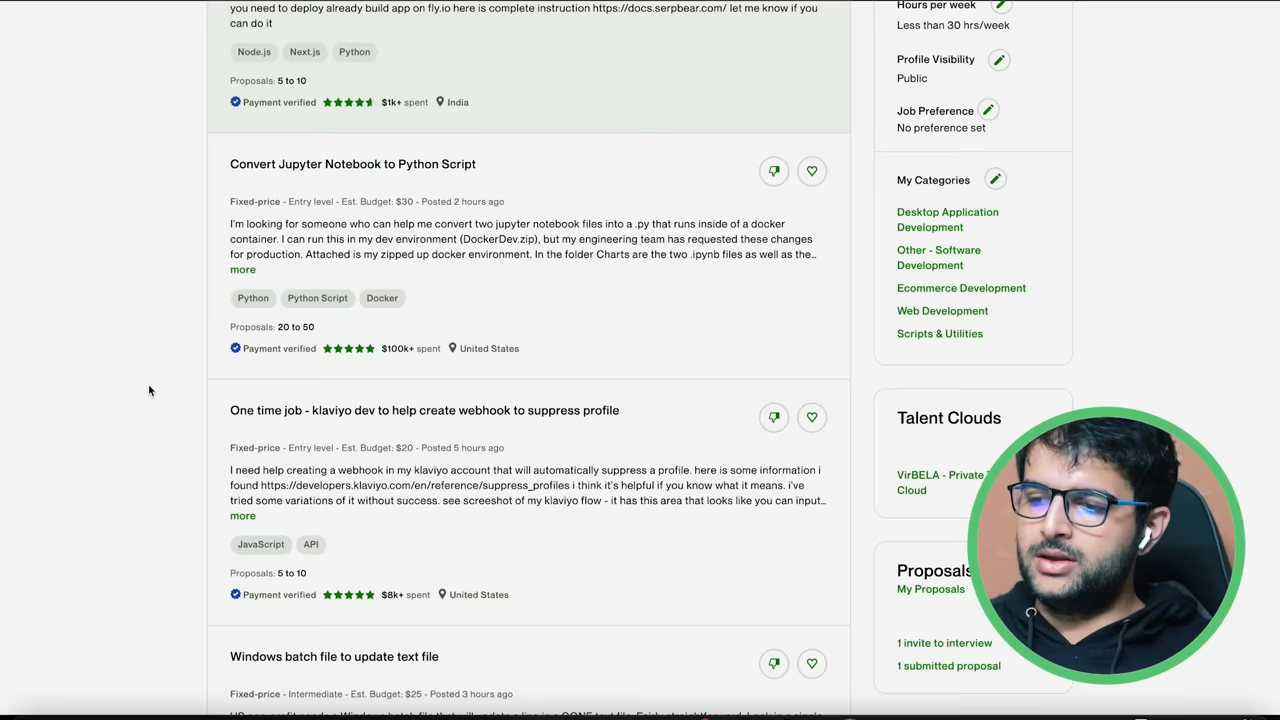 you need to deploy already build app on fly.io here is complete instruction https://docs.serpbear.com/ let me know if you
can do it
Node.js
Next.js
Python
Proposals: 5 to 10
Payment verified
$1k+ spent
India
Convert Jupyter Notebook to Python Script
Fixed-price - Entry level - Est. Budget: $30 - Posted 2 hours ago
I'm looking for someone who can help me convert two jupyter notebook files into a .py that runs inside of a docker
container. I can run this in my dev environment (DockerDev.zip), but my engineering team has requested these changes
for production. Attached is my zipped up docker environment. In the folder Charts are the two .ipynb files as well as the…
more
Python
Python Script
Docker
Proposals: 20 to 50
Payment verified
$100k+ spent
United States
One time job - klaviyo dev to help create webhook to suppress profile
Fixed-price - Entry level - Est. Budget: $20 - Posted 5 hours ago
I need help creating a webhook in my klaviyo account that will automatically suppress a profile. here is some information i
found https://developers.klaviyo.com/en/reference/suppress_profiles i think it's helpful if you know what it means. i've
tried some variations of it without success. see screeshot of my klaviyo flow - it has this area that looks like you can input…
more
JavaScript
API
Proposals: 5 to 10
Payment verified
$8k+ spent
United States
Windows batch file to update text file
Fixed-price - Intermediate - Est. Budget: $25 - Posted 3 hours ago
Hours per week
Less than 30 hrs/week
Profile Visibility
Public
Job Preference
No preference set
My Categories
Desktop Application
Development
Other - Software
Development
Ecommerce Development
Web Development
Scripts & Utilities
Talent Clouds
VirBELA - Private
Cloud
Proposals
My Proposals
1 invite to interview
1 submitted proposal